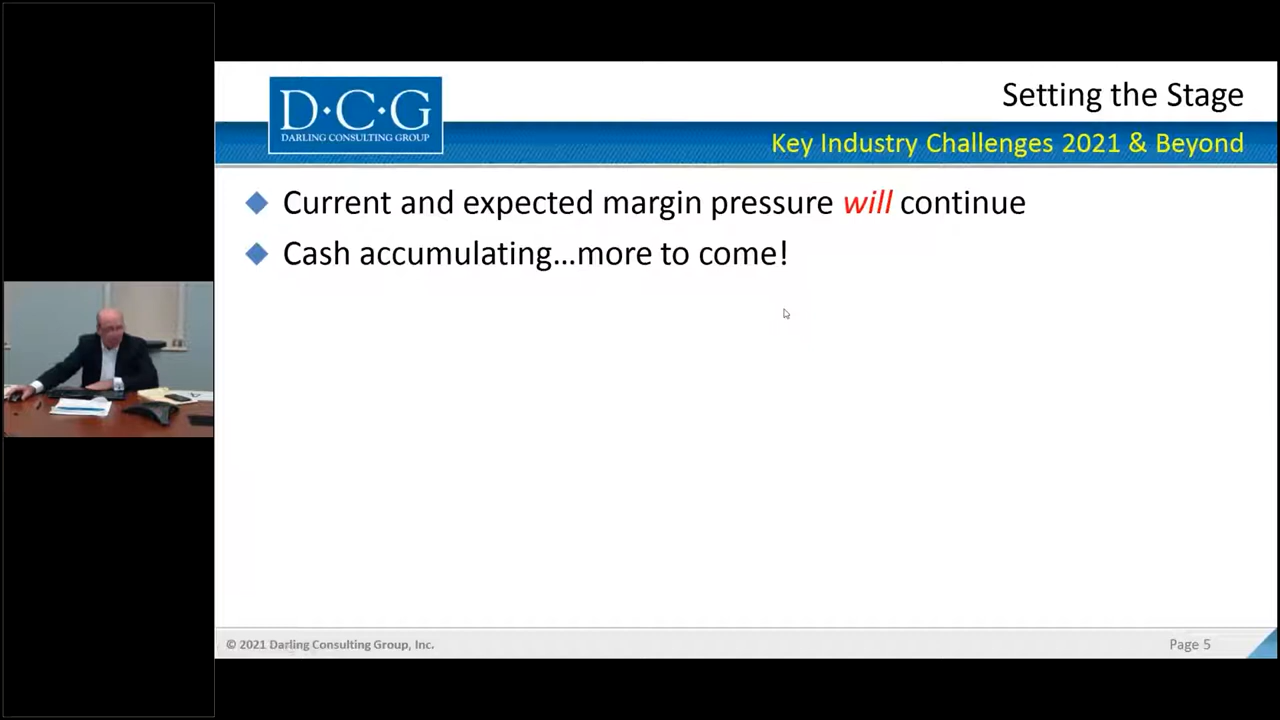 D·C·G
DARLING CONSULTING GROUP
Setting the Stage
Key Industry Challenges 2021 & Beyond
Current and expected margin pressure will continue
Cash accumulating...more to come!
© 2021 Darling Consulting Group, Inc.
Page 5